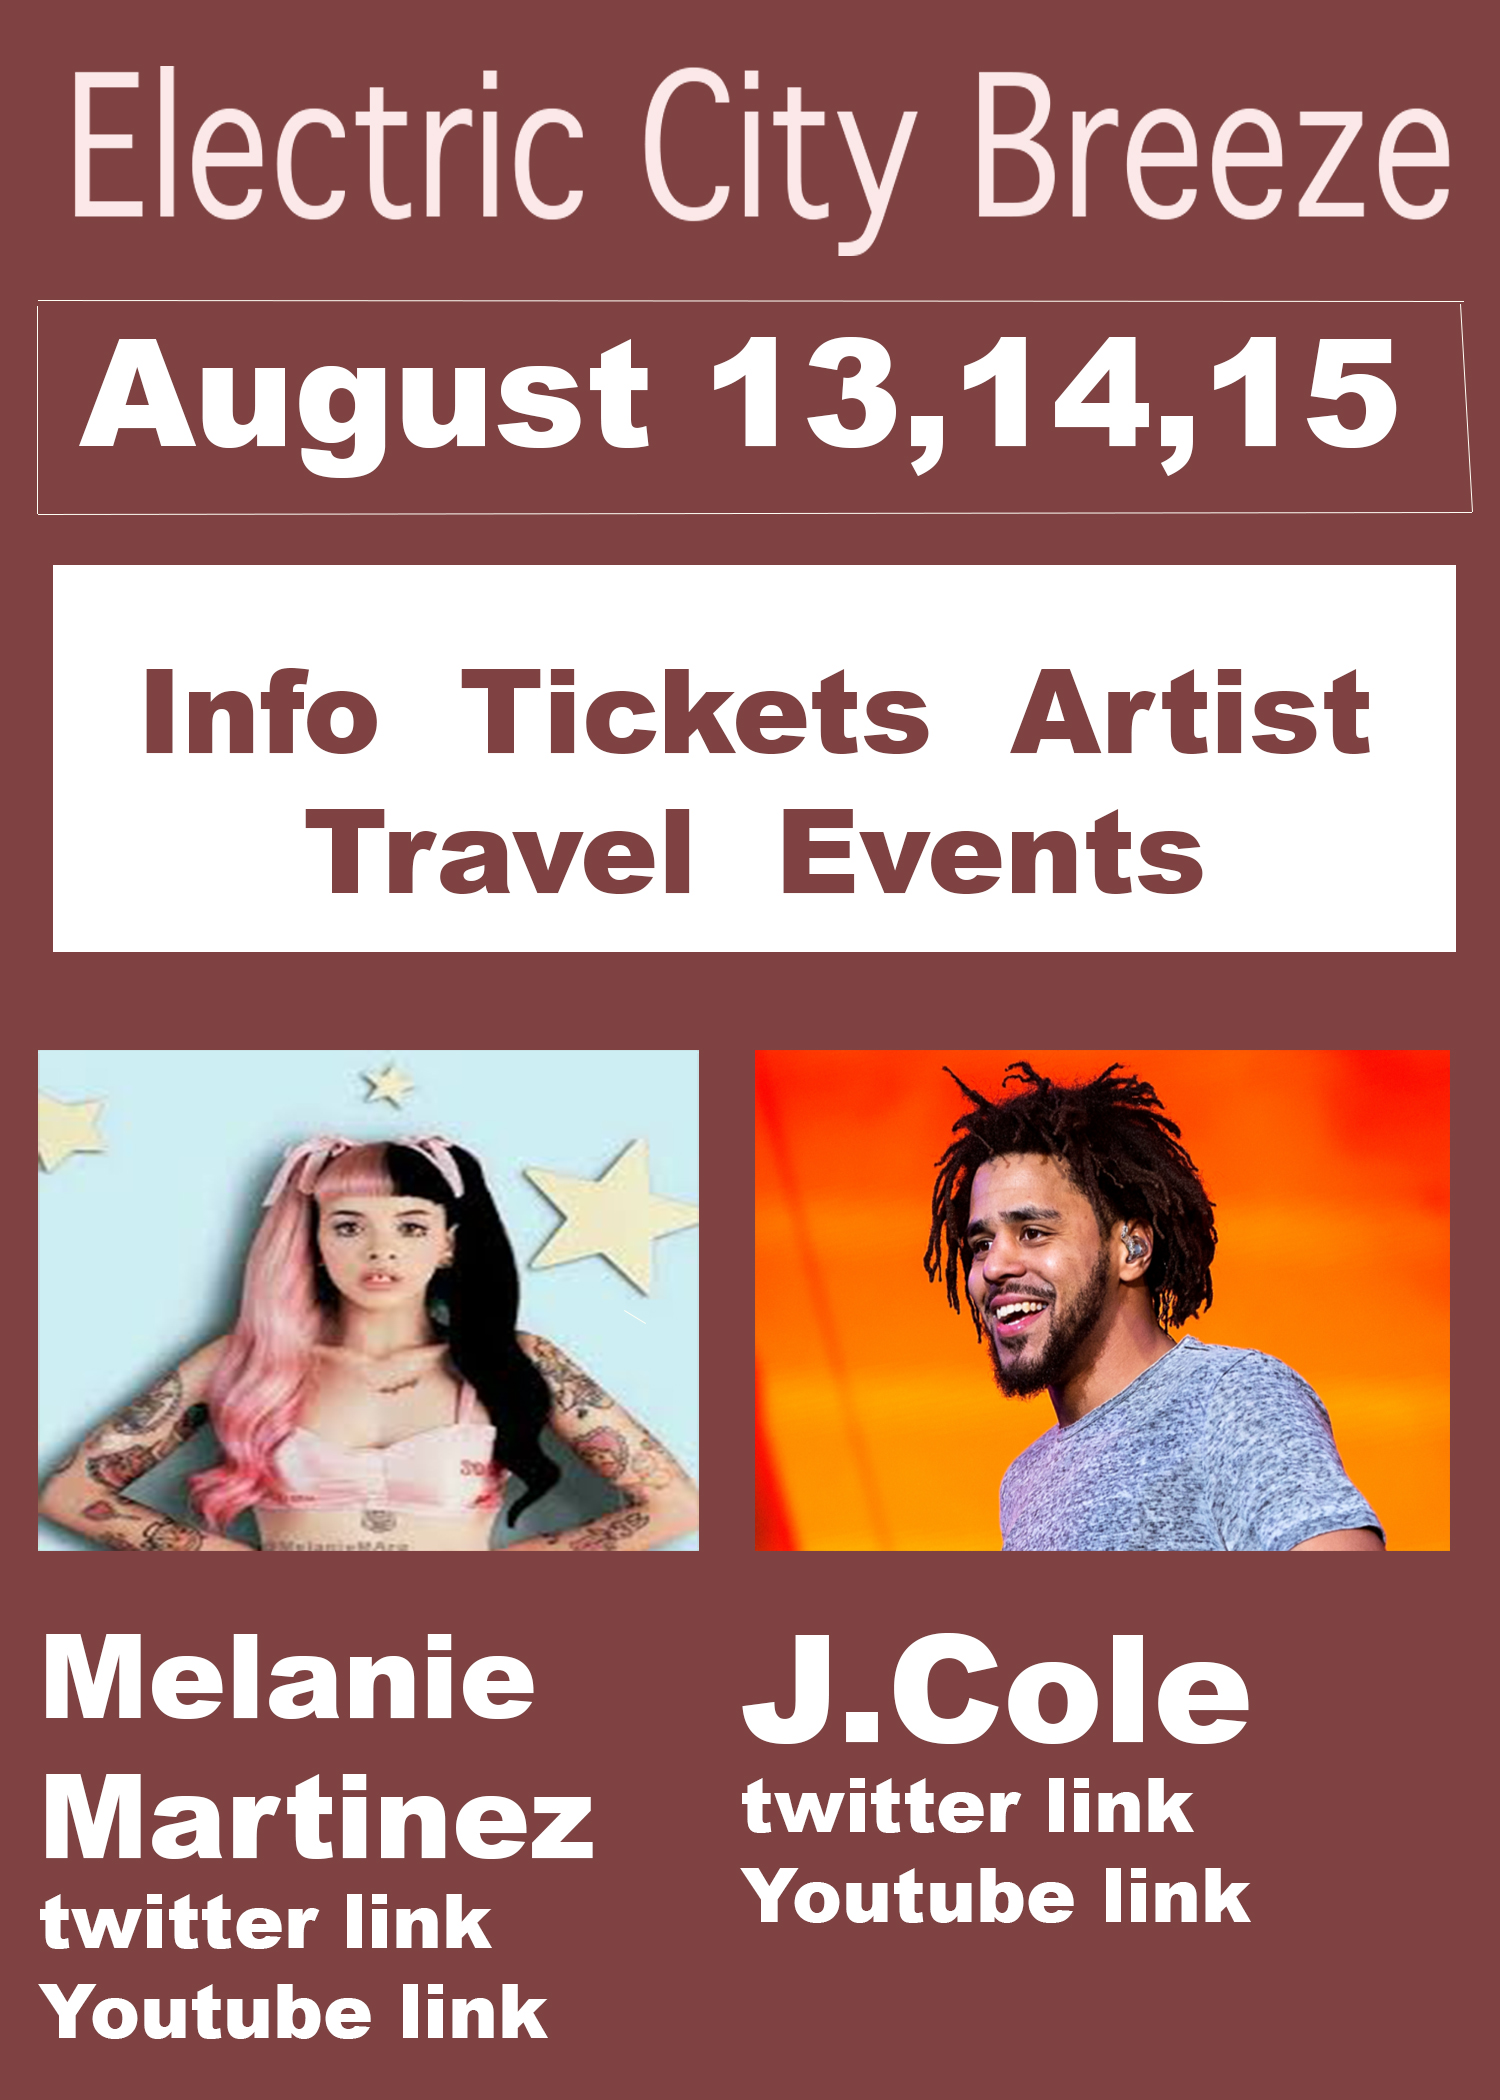 Electric City Breeze
August 13,14,15
Info Tickets Artist
Travel Events
Melanie
Martinez
twitter link
Youtube link
J.Cole
twitter link
Youtube link